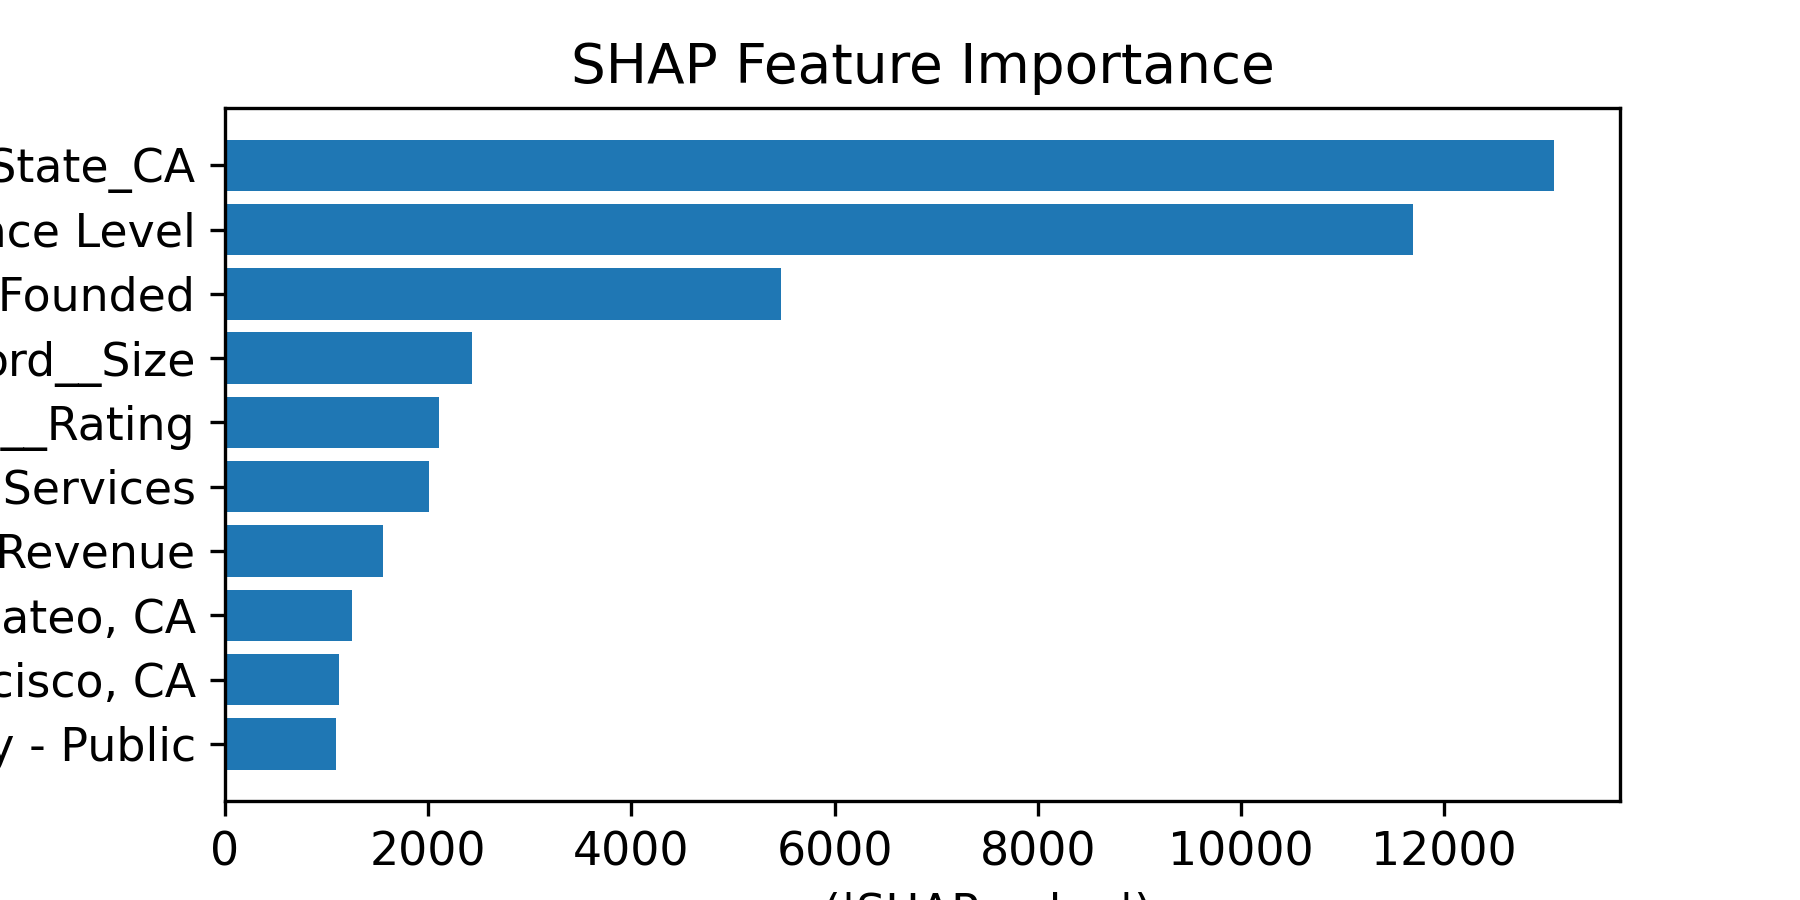 SHAP Feature Importance
State_CA
ce Level
Founded
ord__Size
__Rating
Services
Revenue
ateo, CA
cisco, CA
y - Public
0 2000 4000 6000 8000 10000 12000